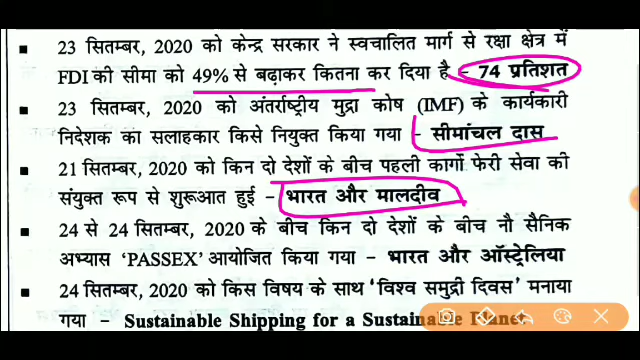 23 सितम्बर, 2020 को केन्द्र सरकार ने स्वचालित मार्ग से रक्षा क्षेत्र में
FDI की सीमा को 49% से बढ़ाकर कितना कर दिया है - 74 प्रतिशत
23 सितम्बर, 2020 को अंतर्राष्ट्रीय मुद्रा कोष (IMF) के कार्यकारी
निदेशक का सलाहकार किसे नियुक्त किया गया - सीमांचल दास
21 सितम्बर, 2020 को किन दो देशों के बीच पहली कार्गो फेरी सेवा की
संयुक्त रूप से शुरूआत हुई - भारत और मालदीव
24 से 24 सितम्बर, 2020 के बीच किन दो देशों के बीच नौ सैनिक
अभ्यास 'PASSEX' आयोजित किया गया - भारत और ऑस्ट्रेलिया
24 सितम्बर, 2020 को किस विषय के साथ 'विश्व समुद्री दिवस' मनाया
गया - Sustainable Shipping for a Sustainable Planet